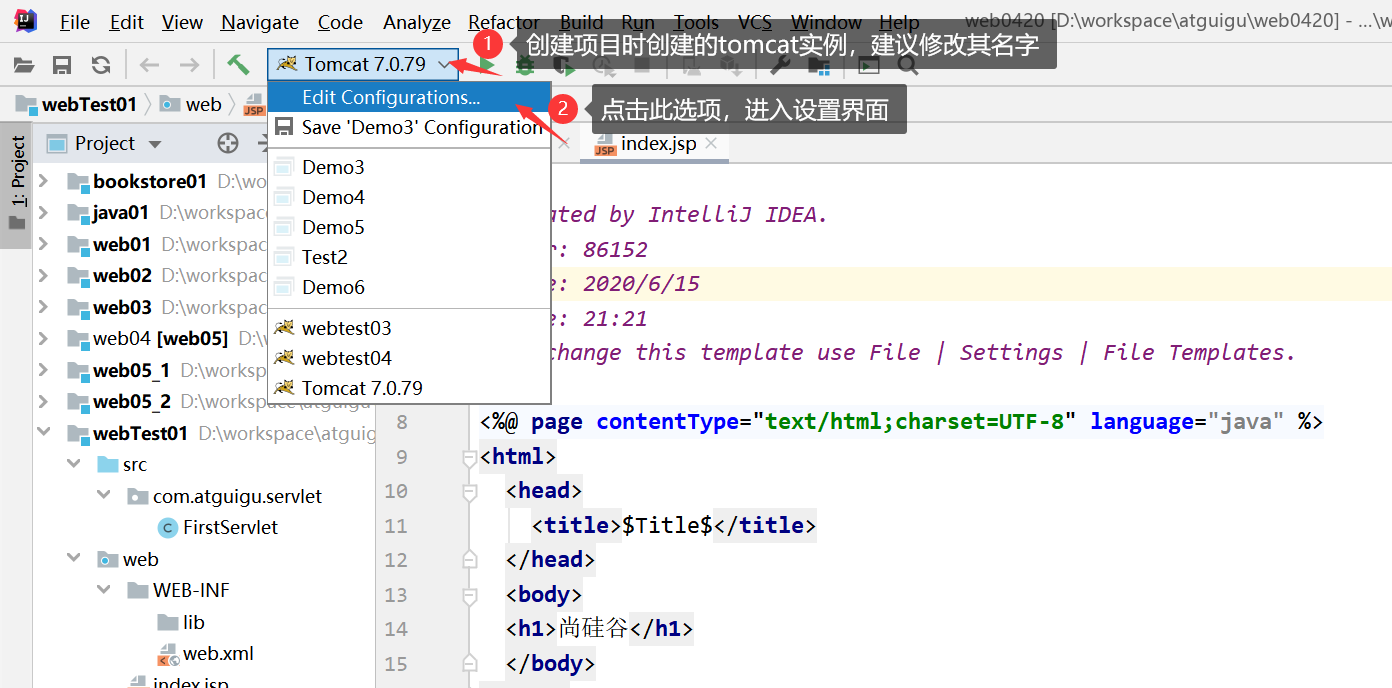 File Edit View Navigate Code Analyze Refactor Build Run Tools VCS Window Help web0420 [D:\workspace\atguigu\web0420] - ...\w
1 创建项目时创建的tomcat实例，建议修改其名字
Tomcat 7.0.79
webTest01 web JSP
Edit Configurations...
2 点击此选项，进入设置界面
Save 'Demo3' Configuration
1: Project
Project
index.jsp
Demo3
Demo4
Demo5
Test2
Demo6
webtest03
webtest04
Tomcat 7.0.79
bookstore01 D:\wo
java01 D:\workspac
web01 D:\workspac
web02 D:\workspac
web03 D:\workspac
web04 [web05] D:\
web05_1 D:\worksp
web05_2 D:\workspace\atguigu
webTest01 D:\workspace\atguig
src
com.atguigu.servlet
FirstServlet
web
WEB-INF
lib
web.xml
index.jsp
ated by IntelliJ IDEA.
: 86152
: 2020/6/15
: 21:21
change this template use File | Settings | File Templates.
8 <%@ page contentType="text/html;charset=UTF-8" language="java" %>
9 <html>
10 <head>
11 <title>$Title$</title>
12 </head>
13 <body>
14 <h1>尚硅谷</h1>
15 </body>